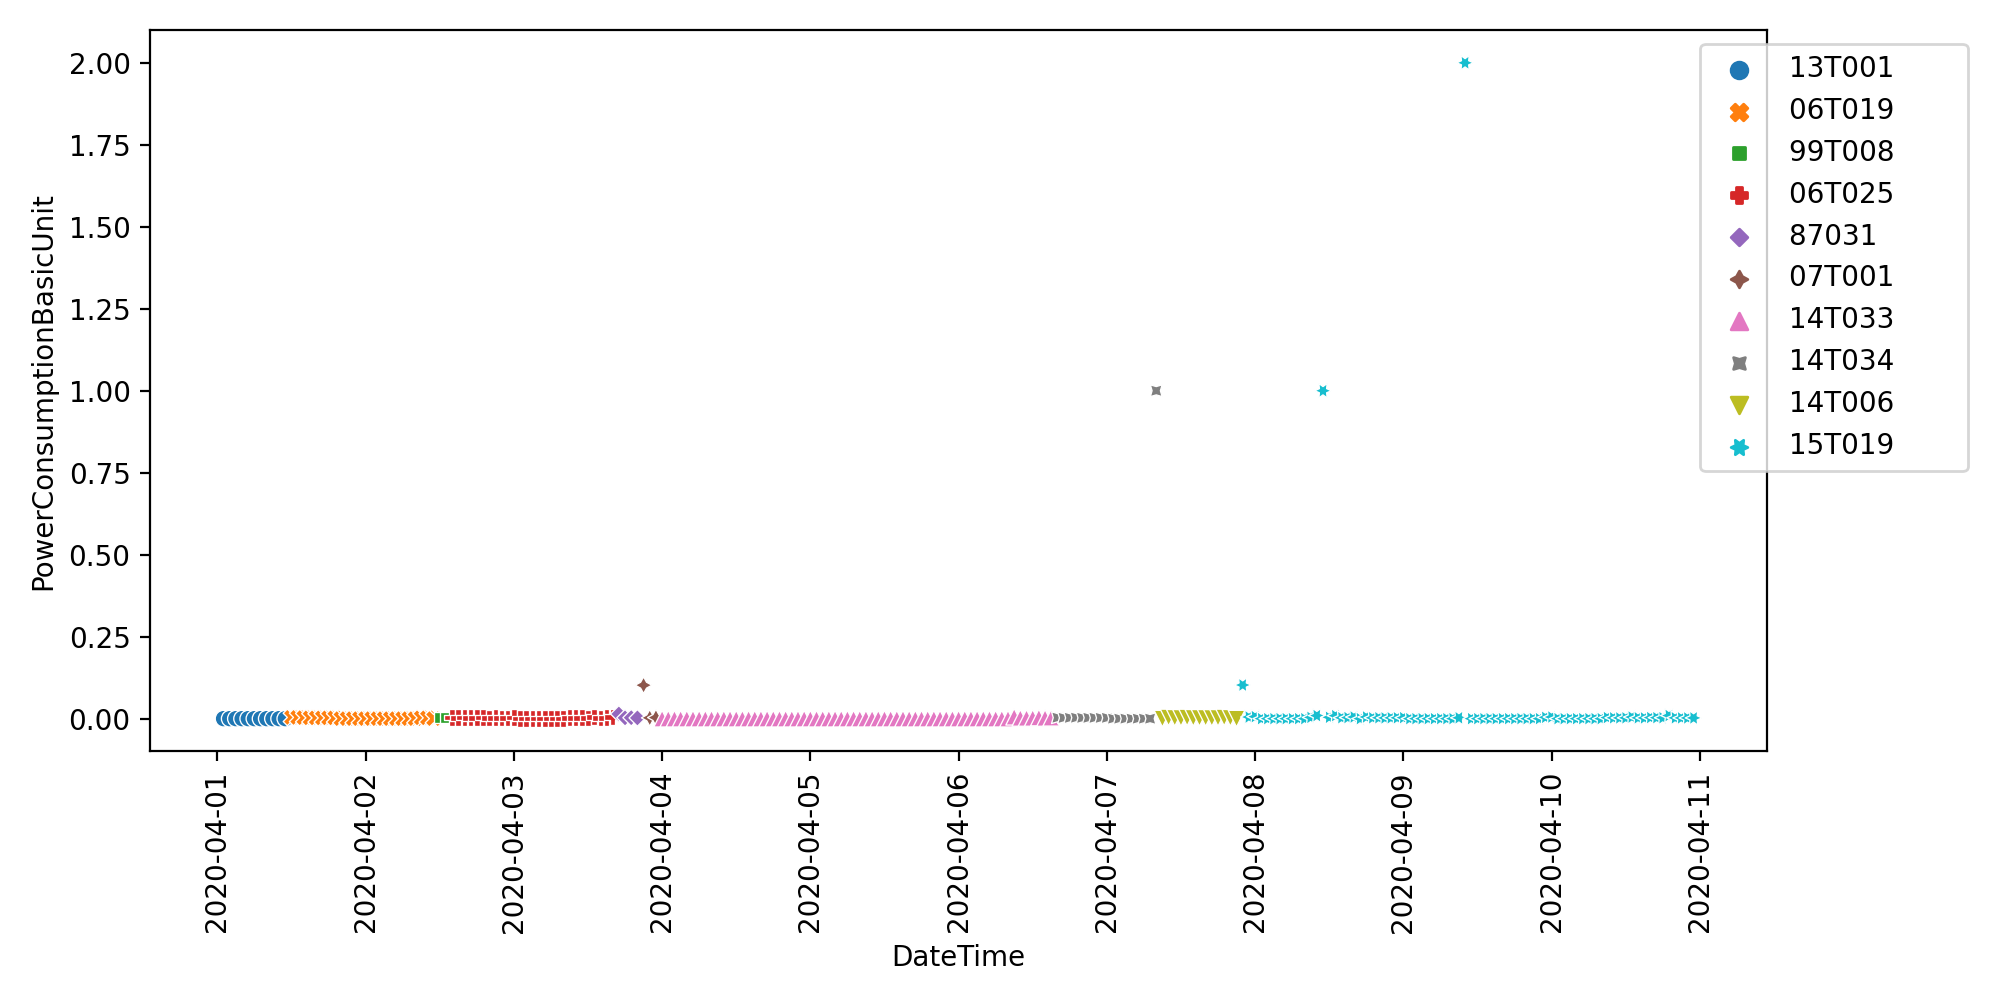 2.00
1.75
1.50
1.25
1.00
0.75
0.50
0.25
0.00
PowerConsumptionBasicUnit
2020-04-01
2020-04-02
2020-04-03
2020-04-04
2020-04-05
2020-04-06
2020-04-07
2020-04-08
2020-04-09
2020-04-10
2020-04-11
DateTime
13T001
06T019
99T008
06T025
87031
07T001
14T033
14T034
14T006
15T019